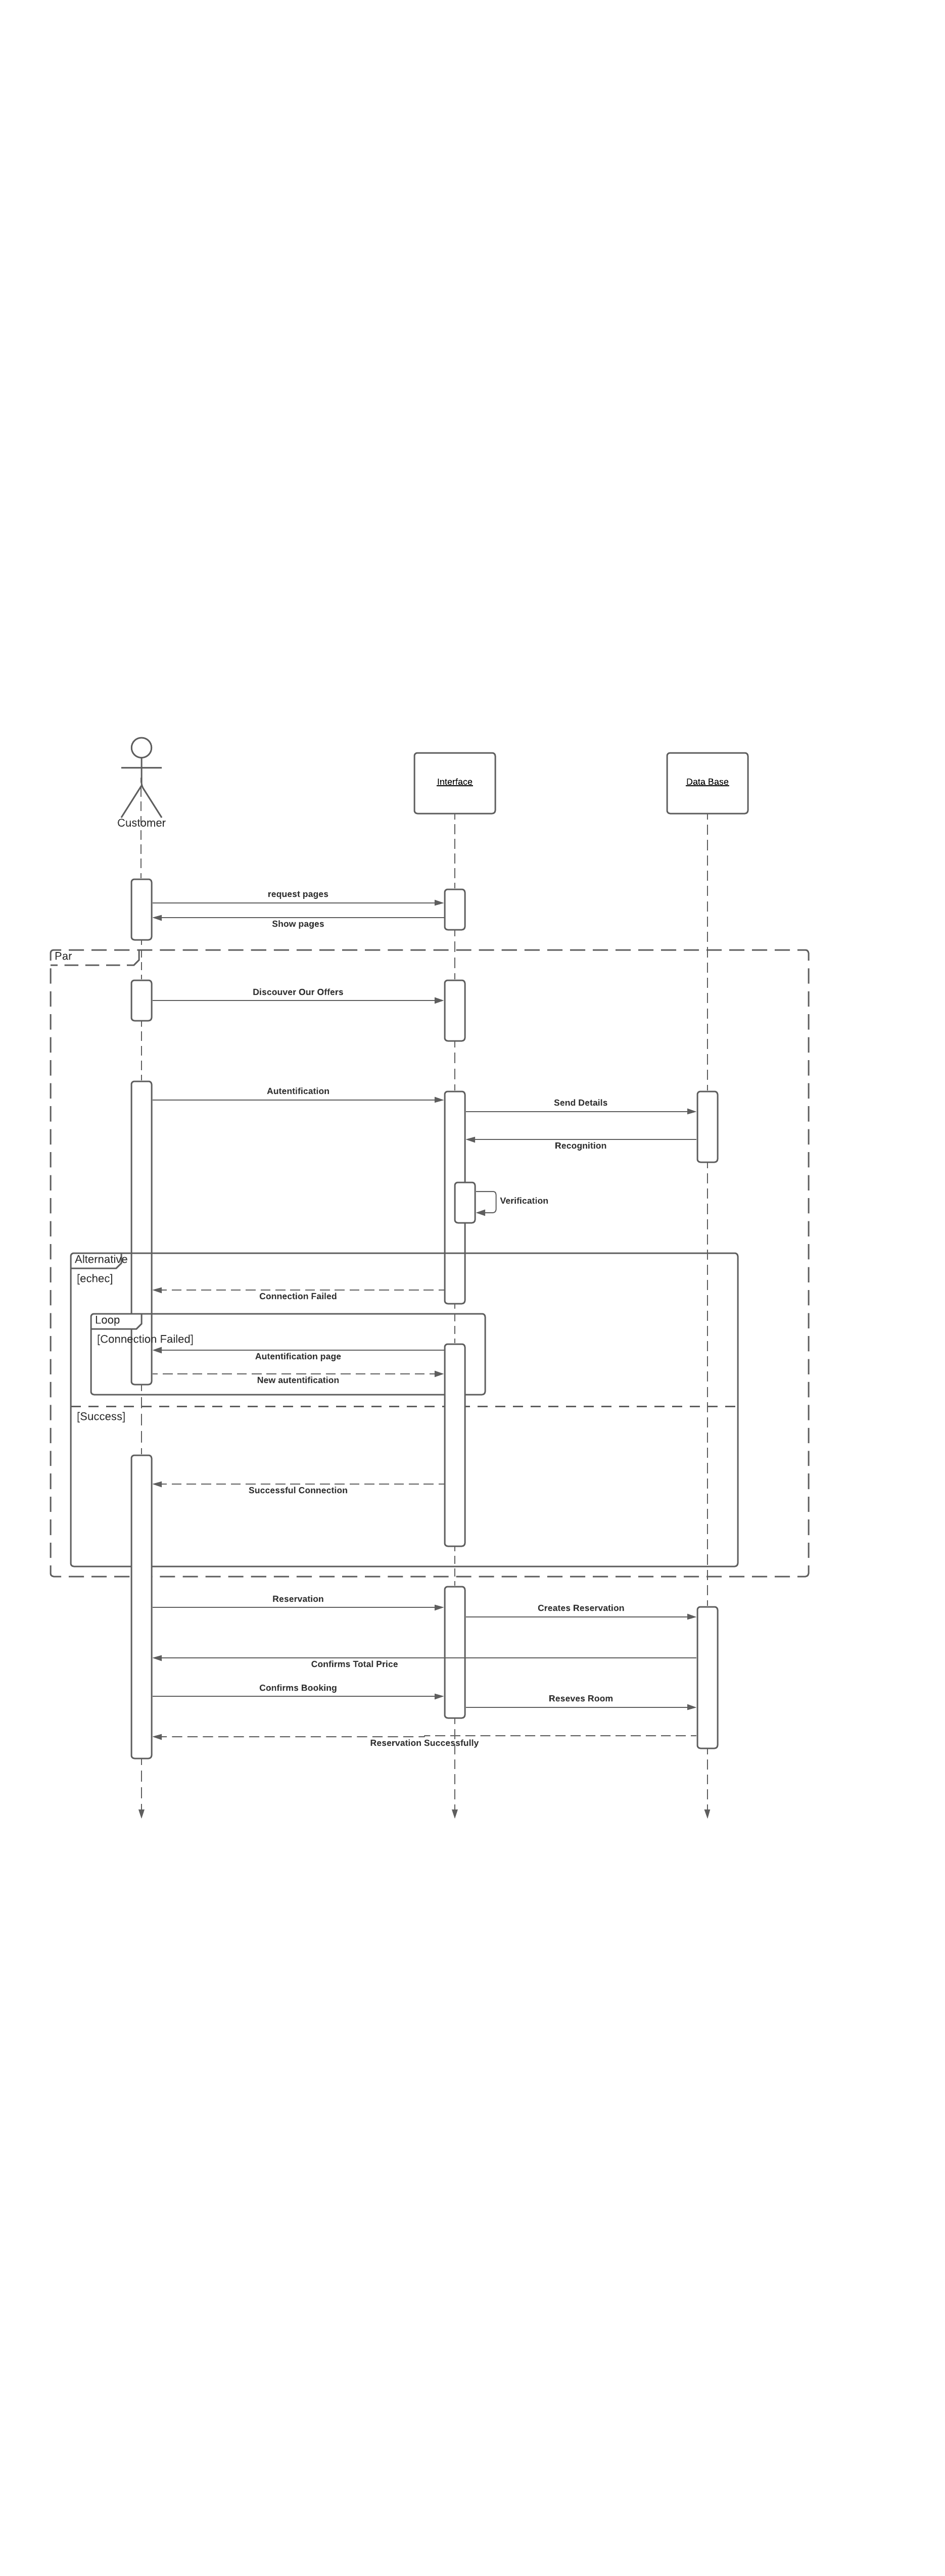 Interface
Data Base
Customer
request pages
Show pages
Par
Discouver Our Offers
Autentification
Send Details
Recognition
Verification
Alternative
[echec]
Connection Failed
Loop
[Connection Failed]
Autentification page
New autentification
[Success]
Successful Connection
Reservation
Creates Reservation
Confirms Total Price
Confirms Booking
Reseves Room
Reservation Successfully